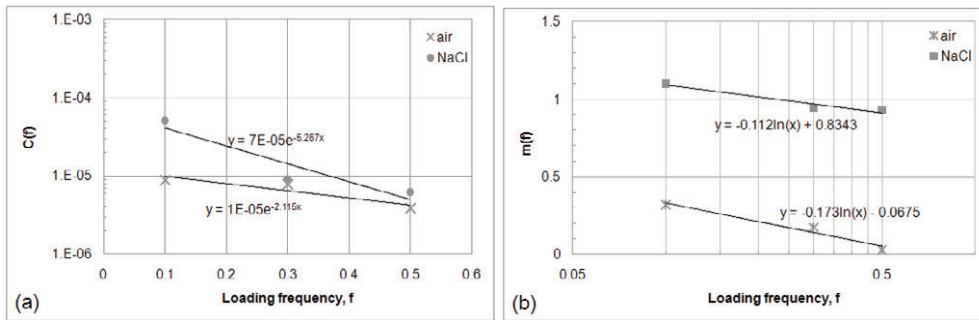 (a)
1.E-03
1.E-04
1.E-05
1.E-06
C(f)
air
NaCl
y = 7E-05e^-5.267x
y = 1E-05e^-2.115x
0 0.1 0.2 0.3 0.4 0.5 0.6
Loading frequency, f
(b)
1.5
1
0.5
0
m(f)
air
NaCl
y = -0.112ln(x) + 0.8343
y = -0.173ln(x) - 0.0675
0.05 0.5
Loading frequency, f